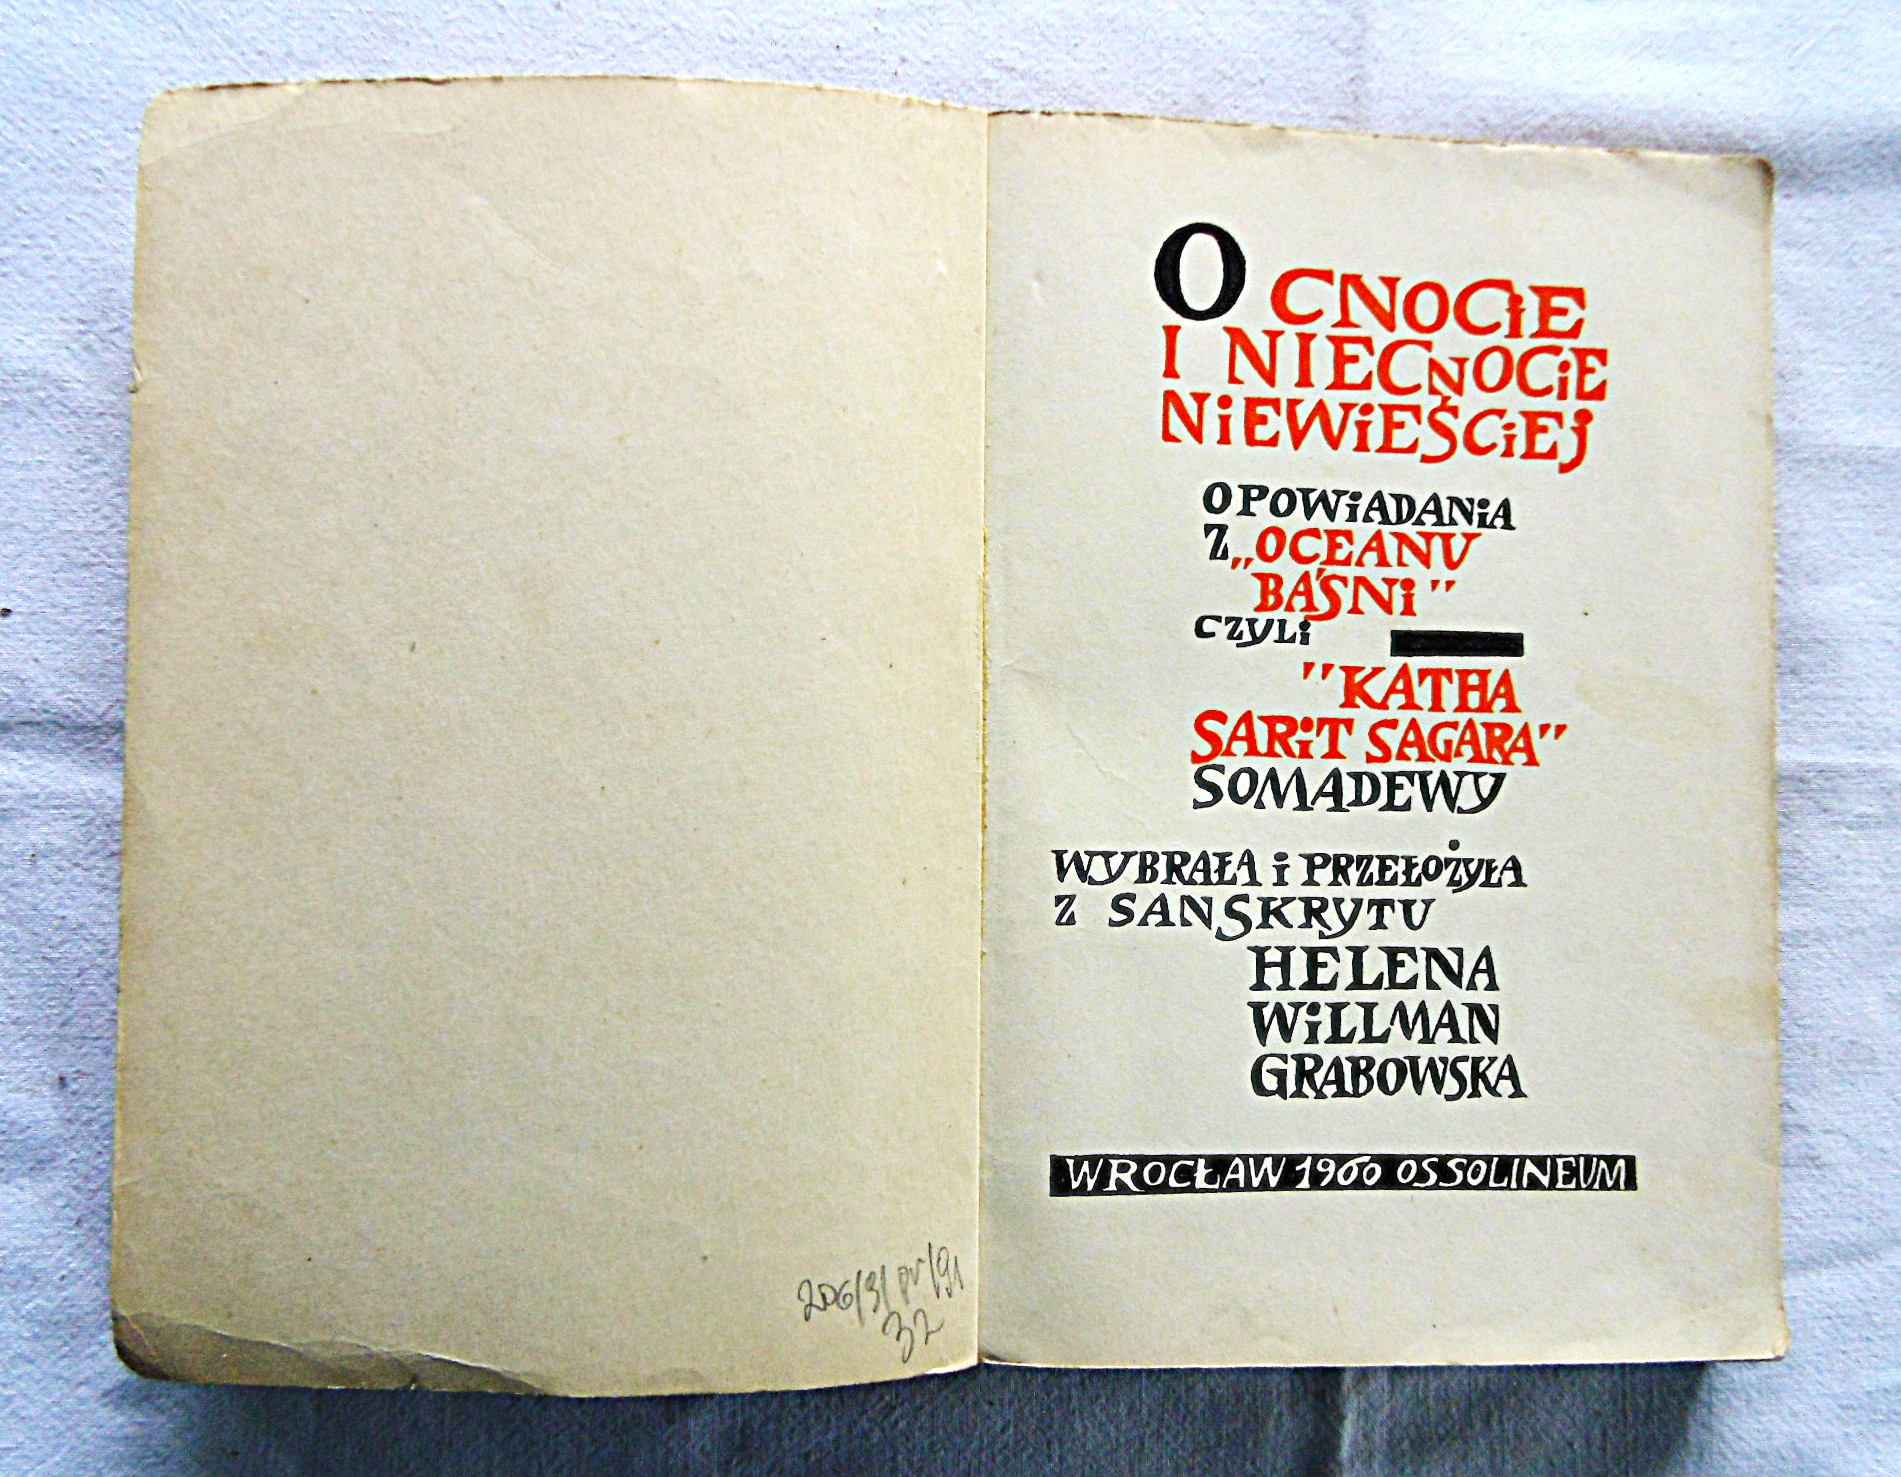 O CNOCIE
I NIECNOCIE
NIEWIEŚCIEJ
OPOWIADANIA
Z „OCEANU
BAŚNI"
CZYLI
"KATHA
SARIT SAGARA"
SOMADEWY
WYBRAŁA I PRZEŁOŻYŁA
Z SANSKRYTU
HELENA
WILLMAN
GRABOWSKA
WROCŁAW 1960 OSSOLINEUM
32